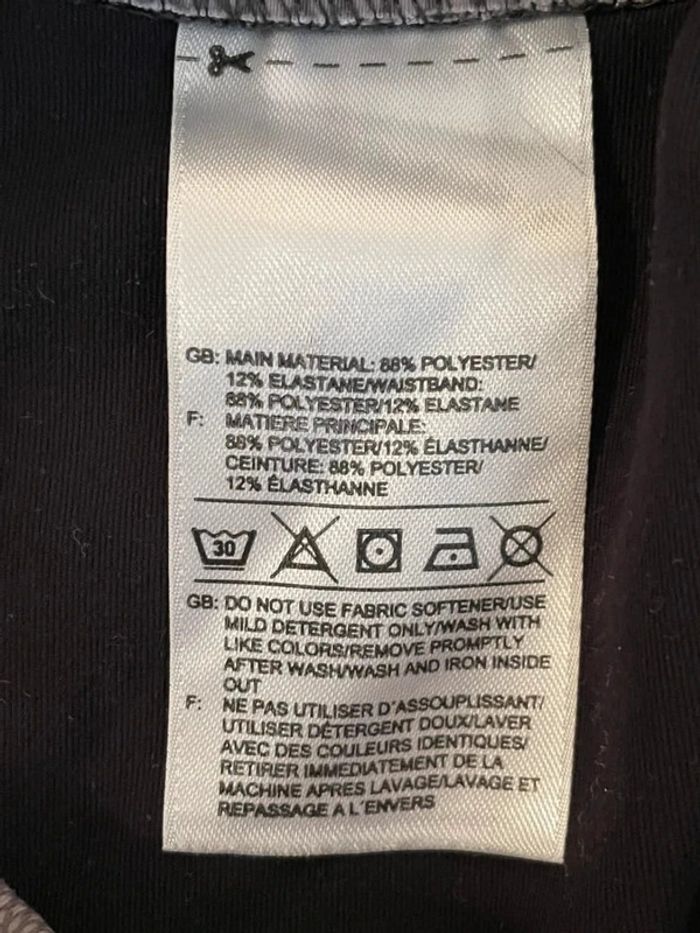 GB: MAIN MATERIAL: 88% POLYESTER/
12% ELASTANE/WAISTBAND:
88% POLYESTER/12% ELASTANE
F: MATIERE PRINCIPALE:
88% POLYESTER/12% ÉLASTHANNE/
CEINTURE: 88% POLYESTER/
12% ÉLASTHANNE
30
GB: DO NOT USE FABRIC SOFTENER/USE
MILD DETERGENT ONLY/WASH WITH
LIKE COLORS/REMOVE PROMPTLY
AFTER WASH/WASH AND IRON INSIDE
OUT
F: NE PAS UTILISER D'ASSOUPLISSANT/
UTILISER DÉTERGENT DOUX/LAVER
AVEC DES COULEURS IDENTIQUES/
RETIRER IMMEDIATEMENT DE LA
MACHINE APRES LAVAGE/LAVAGE ET
REPASSAGE A L'ENVERS